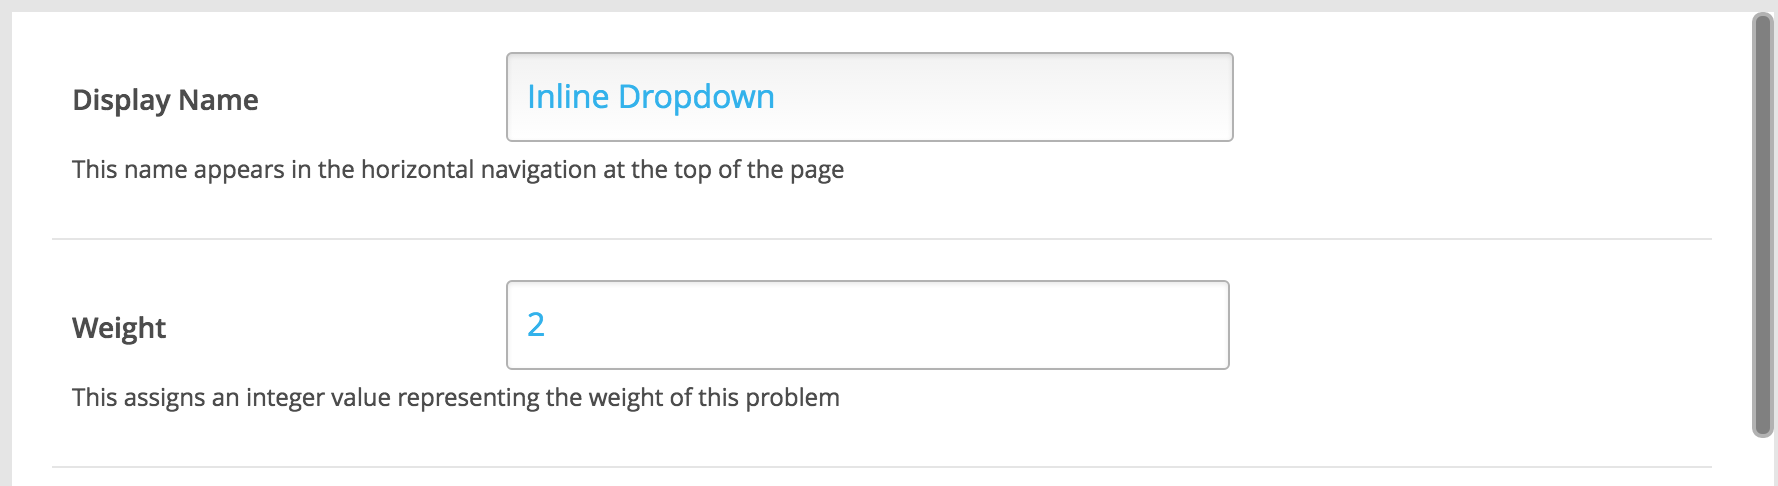 Display Name
Inline Dropdown
This name appears in the horizontal navigation at the top of the page
Weight
2
This assigns an integer value representing the weight of this problem